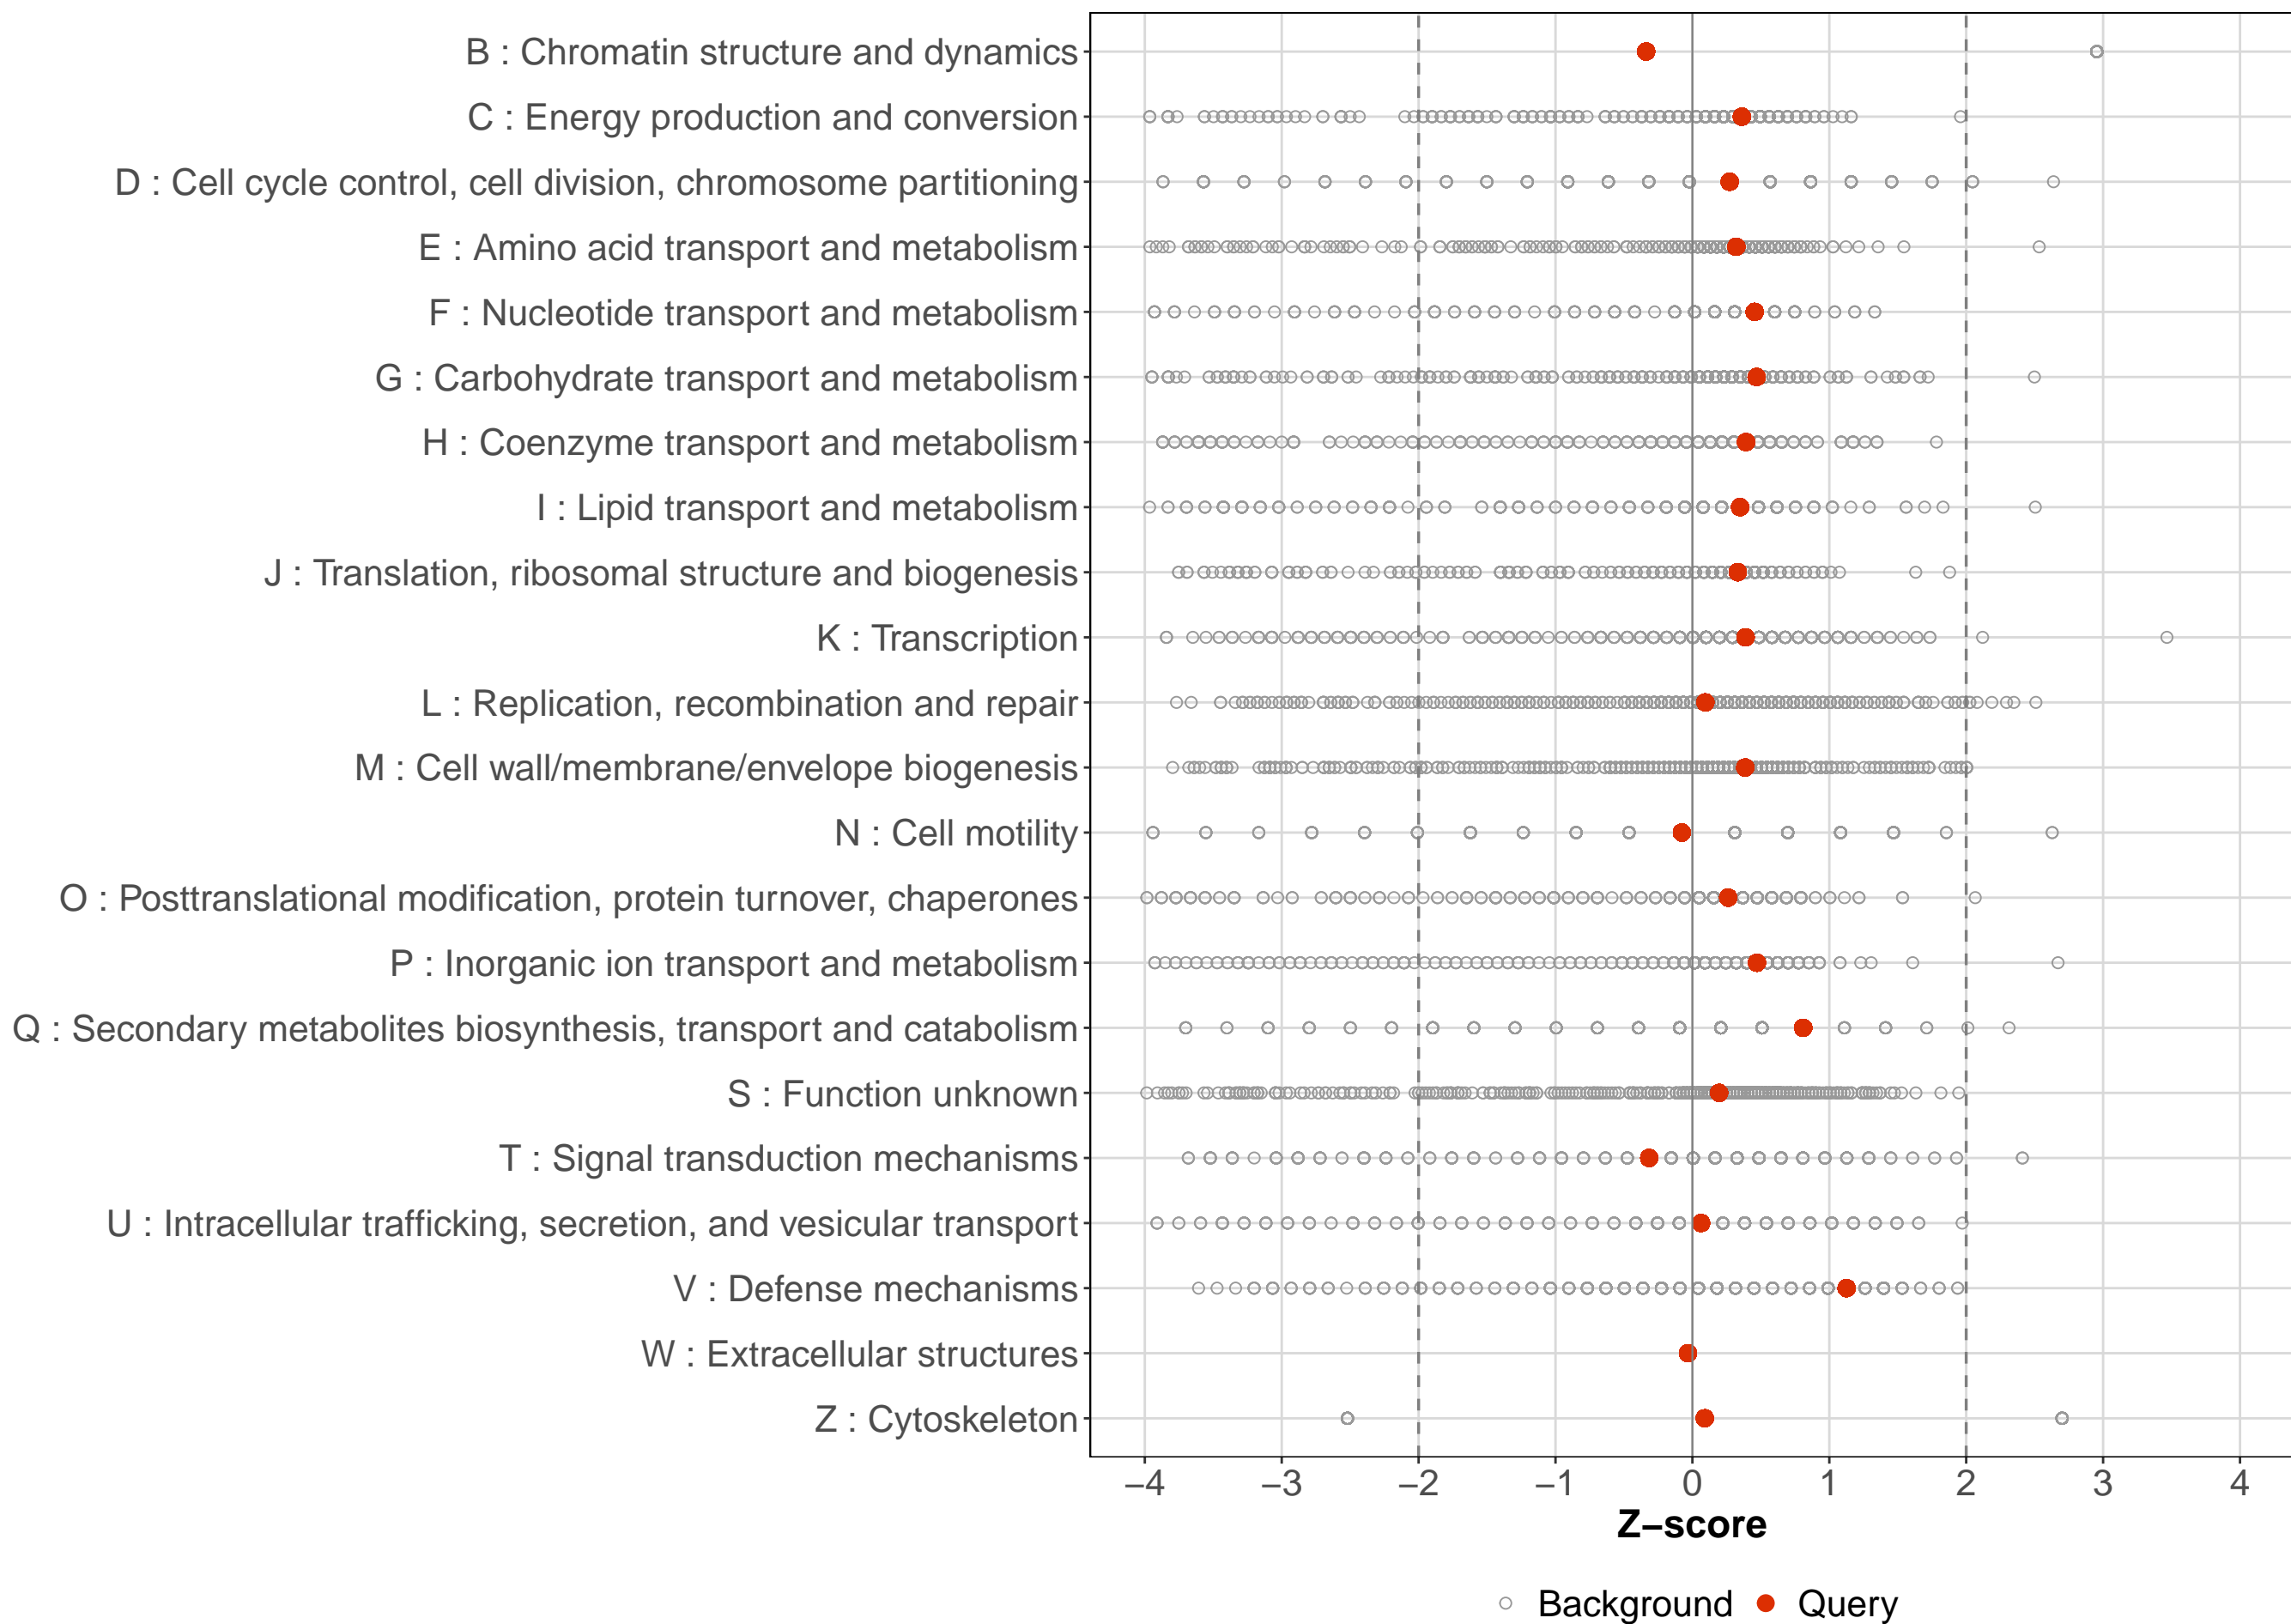 B : Chromatin structure and dynamics
C : Energy production and conversion
D : Cell cycle control, cell division, chromosome partitioning
E : Amino acid transport and metabolism
F : Nucleotide transport and metabolism
G : Carbohydrate transport and metabolism
H : Coenzyme transport and metabolism
I : Lipid transport and metabolism
J : Translation, ribosomal structure and biogenesis
K : Transcription
L : Replication, recombination and repair
M : Cell wall/membrane/envelope biogenesis
N : Cell motility
O : Posttranslational modification, protein turnover, chaperones
P : Inorganic ion transport and metabolism
Q : Secondary metabolites biosynthesis, transport and catabolism
S : Function unknown
T : Signal transduction mechanisms
U : Intracellular trafficking, secretion, and vesicular transport
V : Defense mechanisms
W : Extracellular structures
Z : Cytoskeleton
−4 −3 −2 −1 0 1 2 3 4
Z−score
Background Query